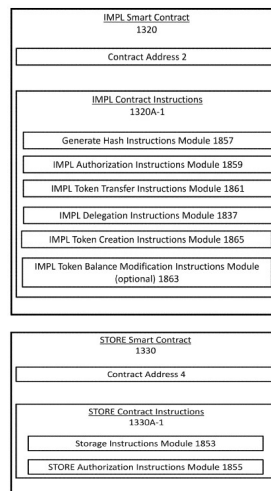 IMPL Smart Contract
1320
Contract Address 2
IMPL Contract Instructions
1320A-1
Generate Hash Instructions Module 1857
IMPL Authorization Instructions Module 1859
IMPL Token Transfer Instructions Module 1861
IMPL Delegation Instructions Module 1837
IMPL Token Creation Instructions Module 1865
IMPL Token Balance Modification Instructions Module
(optional) 1863
STORE Smart Contract
1330
Contract Address 4
STORE Contract Instructions
1330A-1
Storage Instructions Module 1853
STORE Authorization Instructions Module 1855